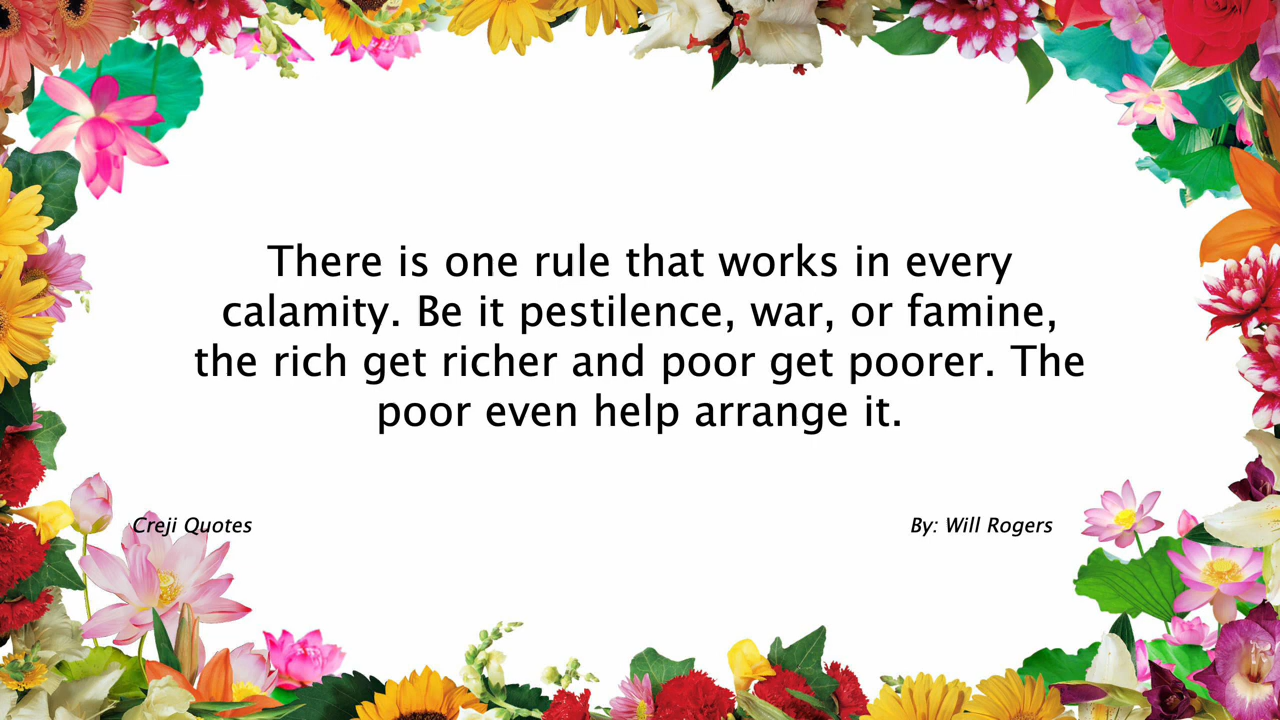 There is one rule that works in every
calamity. Be it pestilence, war, or famine,
the rich get richer and poor get poorer. The
poor even help arrange it.
Creji Quotes
By: Will Rogers